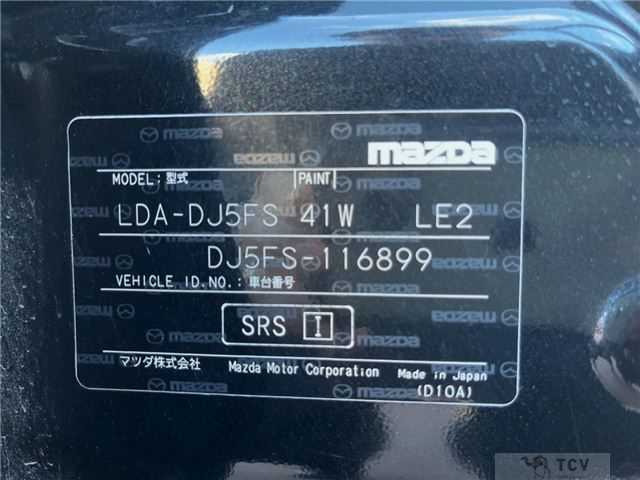 mazda
MODEL:型式 PAINT
LDA-DJ5FS 41W LE2
DJ5FS-116899
VEHICLE ID.NO.:車台番号
SRS I
マツダ株式会社 Mazda Motor Corporation Made in Japan
(D10A)
TCV